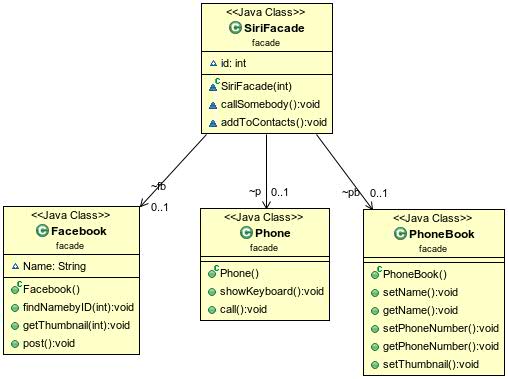 <<Java Class>>
SiriFacade
facade
id: int
SiriFacade(int)
callSomebody():void
addToContacts():void
~fb
0..1
~p
0..1
~pb
0..1
<<Java Class>>
Facebook
facade
Name: String
Facebook()
findNamebyID(int):void
getThumbnail(int):void
post():void
<<Java Class>>
Phone
facade
Phone()
showKeyboard():void
call():void
<<Java Class>>
PhoneBook
facade
PhoneBook()
setName():void
getName():void
setPhoneNumber():void
getPhoneNumber():void
setThumbnail():void